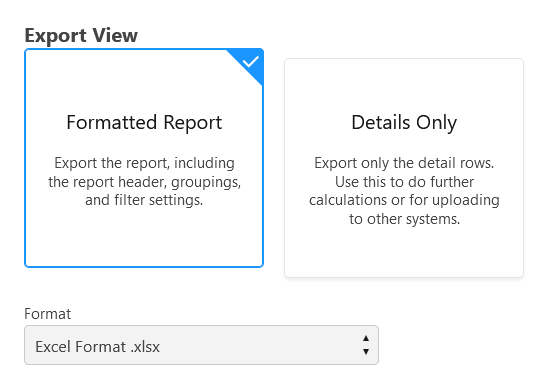 Export View
Formatted Report
Export the report, including
the report header, groupings,
and filter settings.
Details Only
Export only the detail rows.
Use this to do further
calculations or for uploading
to other systems.
Format
Excel Format .xlsx